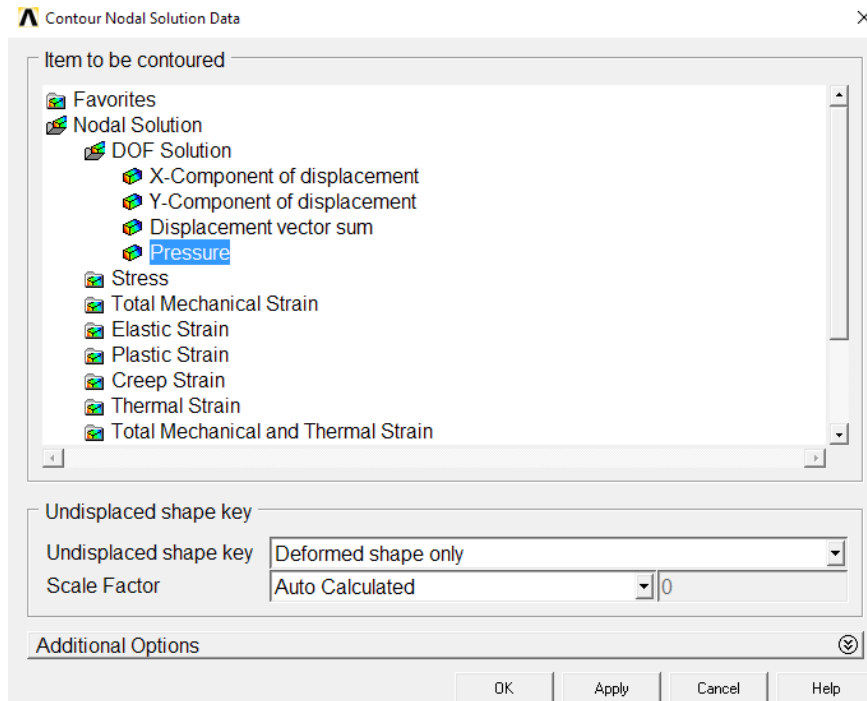 Contour Nodal Solution Data
Item to be contoured
Favorites
Nodal Solution
DOF Solution
X-Component of displacement
Y-Component of displacement
Displacement vector sum
Pressure
Stress
Total Mechanical Strain
Elastic Strain
Plastic Strain
Creep Strain
Thermal Strain
Total Mechanical and Thermal Strain
Undisplaced shape key
Undisplaced shape key Deformed shape only
Scale Factor Auto Calculated 0
Additional Options
OK Apply Cancel Help